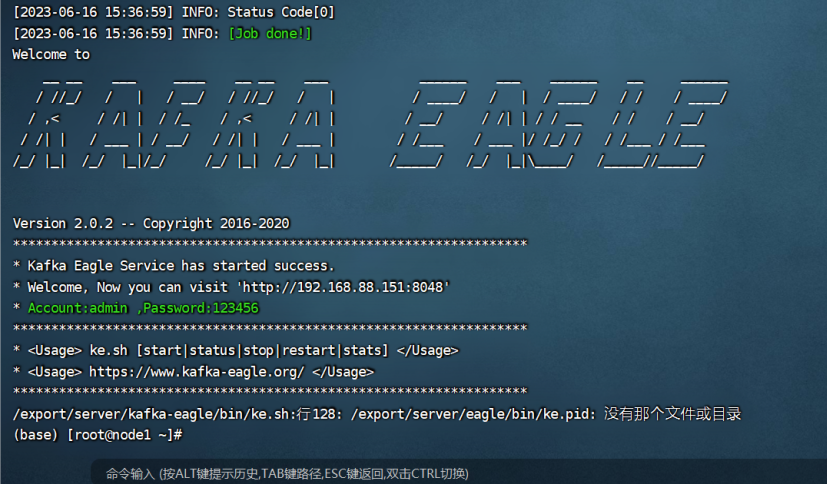 [2023-06-16 15:36:59] INFO: Status Code[0]
[2023-06-16 15:36:59] INFO: [Job done!]
Welcome to
KAFKA EAGLE
Version 2.0.2 -- Copyright 2016-2020
*******************************************************************
* Kafka Eagle Service has started success.
* Welcome, Now you can visit 'http://192.168.88.151:8048'
* Account:admin ,Password:123456
*******************************************************************
* <Usage> ke.sh [start|status|stop|restart|stats] </Usage>
* <Usage> https://www.kafka-eagle.org/ </Usage>
*******************************************************************
/export/server/kafka-eagle/bin/ke.sh:行128: /export/server/eagle/bin/ke.pid: 没有那个文件或目录
(base) [root@node1 ~]#
命令输入 (按ALT键提示历史,TAB键路径,ESC键返回,双击CTRL切换)